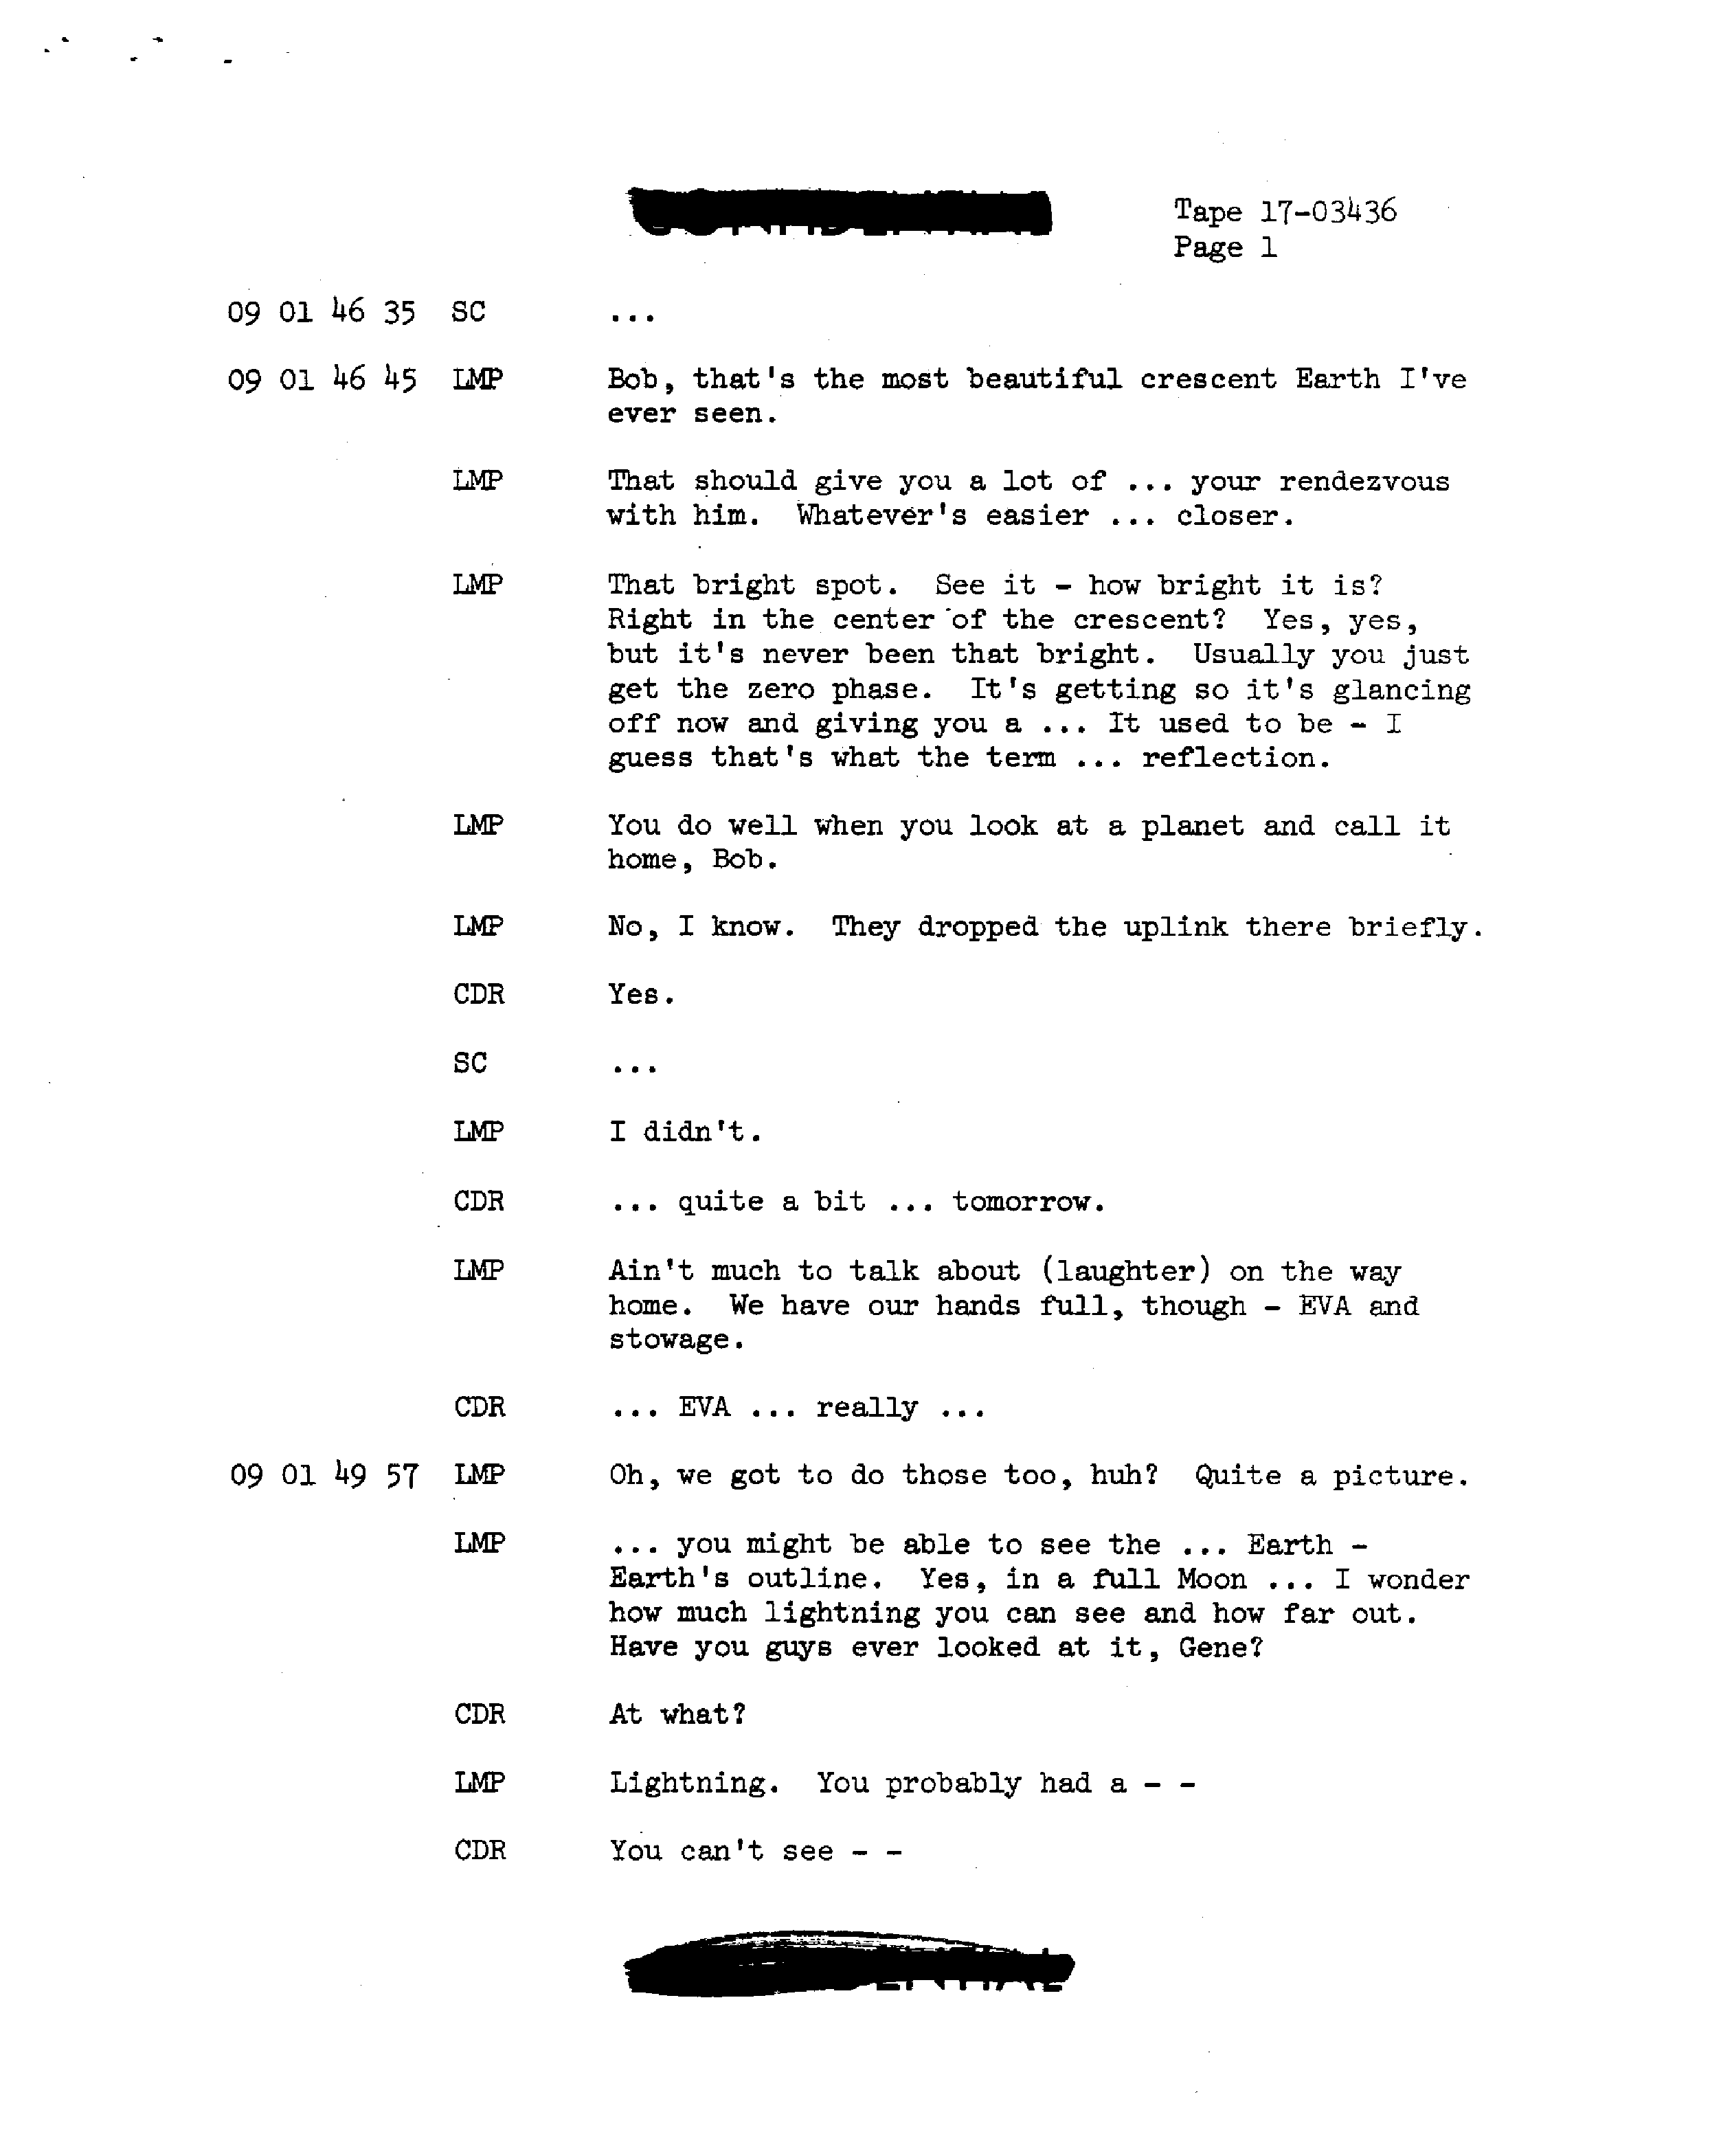 Tape 17-03436
Page 1
09 01 46 35 SC ...
09 01 46 45 LMP Bob, that's the most beautiful crescent Earth I've
ever seen.
LMP That should give you a lot of ... your rendezvous
with him. Whatever's easier ... closer.
LMP That bright spot. See it - how bright it is?
Right in the center of the crescent? Yes, yes,
but it's never been that bright. Usually you just
get the zero phase. It's getting so it's glancing
off now and giving you a ... It used to be - I
guess that's what the term ... reflection.
LMP You do well when you look at a planet and call it
home, Bob.
LMP No, I know. They dropped the uplink there briefly.
CDR Yes.
SC ...
LMP I didn't.
CDR ... quite a bit ... tomorrow.
LMP Ain't much to talk about (laughter) on the way
home. We have our hands full, though - EVA and
stowage.
CDR ... EVA ... really ...
09 01 49 57 LMP Oh, we got to do those too, huh? Quite a picture.
LMP ... you might be able to see the ... Earth -
Earth's outline. Yes, in a full Moon ... I wonder
how much lightning you can see and how far out.
Have you guys ever looked at it, Gene?
CDR At what?
LMP Lightning. You probably had a - -
CDR You can't see - -